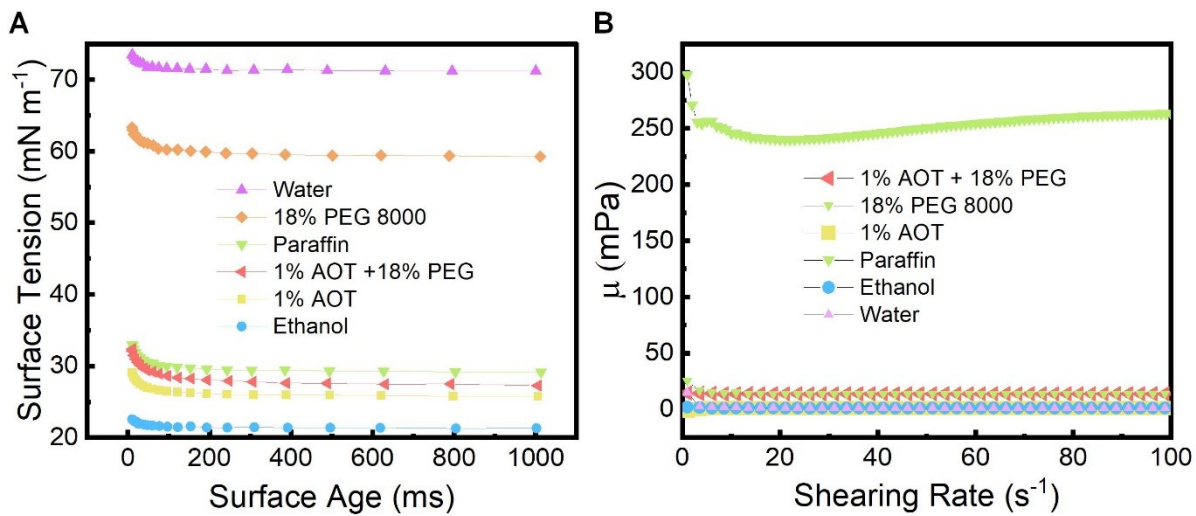 A
Surface Tension (mN m⁻¹)
70
60
50
40
30
20
Water
18% PEG 8000
Paraffin
1% AOT +18% PEG
1% AOT
Ethanol
0 200 400 600 800 1000
Surface Age (ms)
B
μ (mPa)
300
250
200
150
100
50
0
1% AOT + 18% PEG
18% PEG 8000
1% AOT
Paraffin
Ethanol
Water
0 20 40 60 80 100
Shearing Rate (s⁻¹)